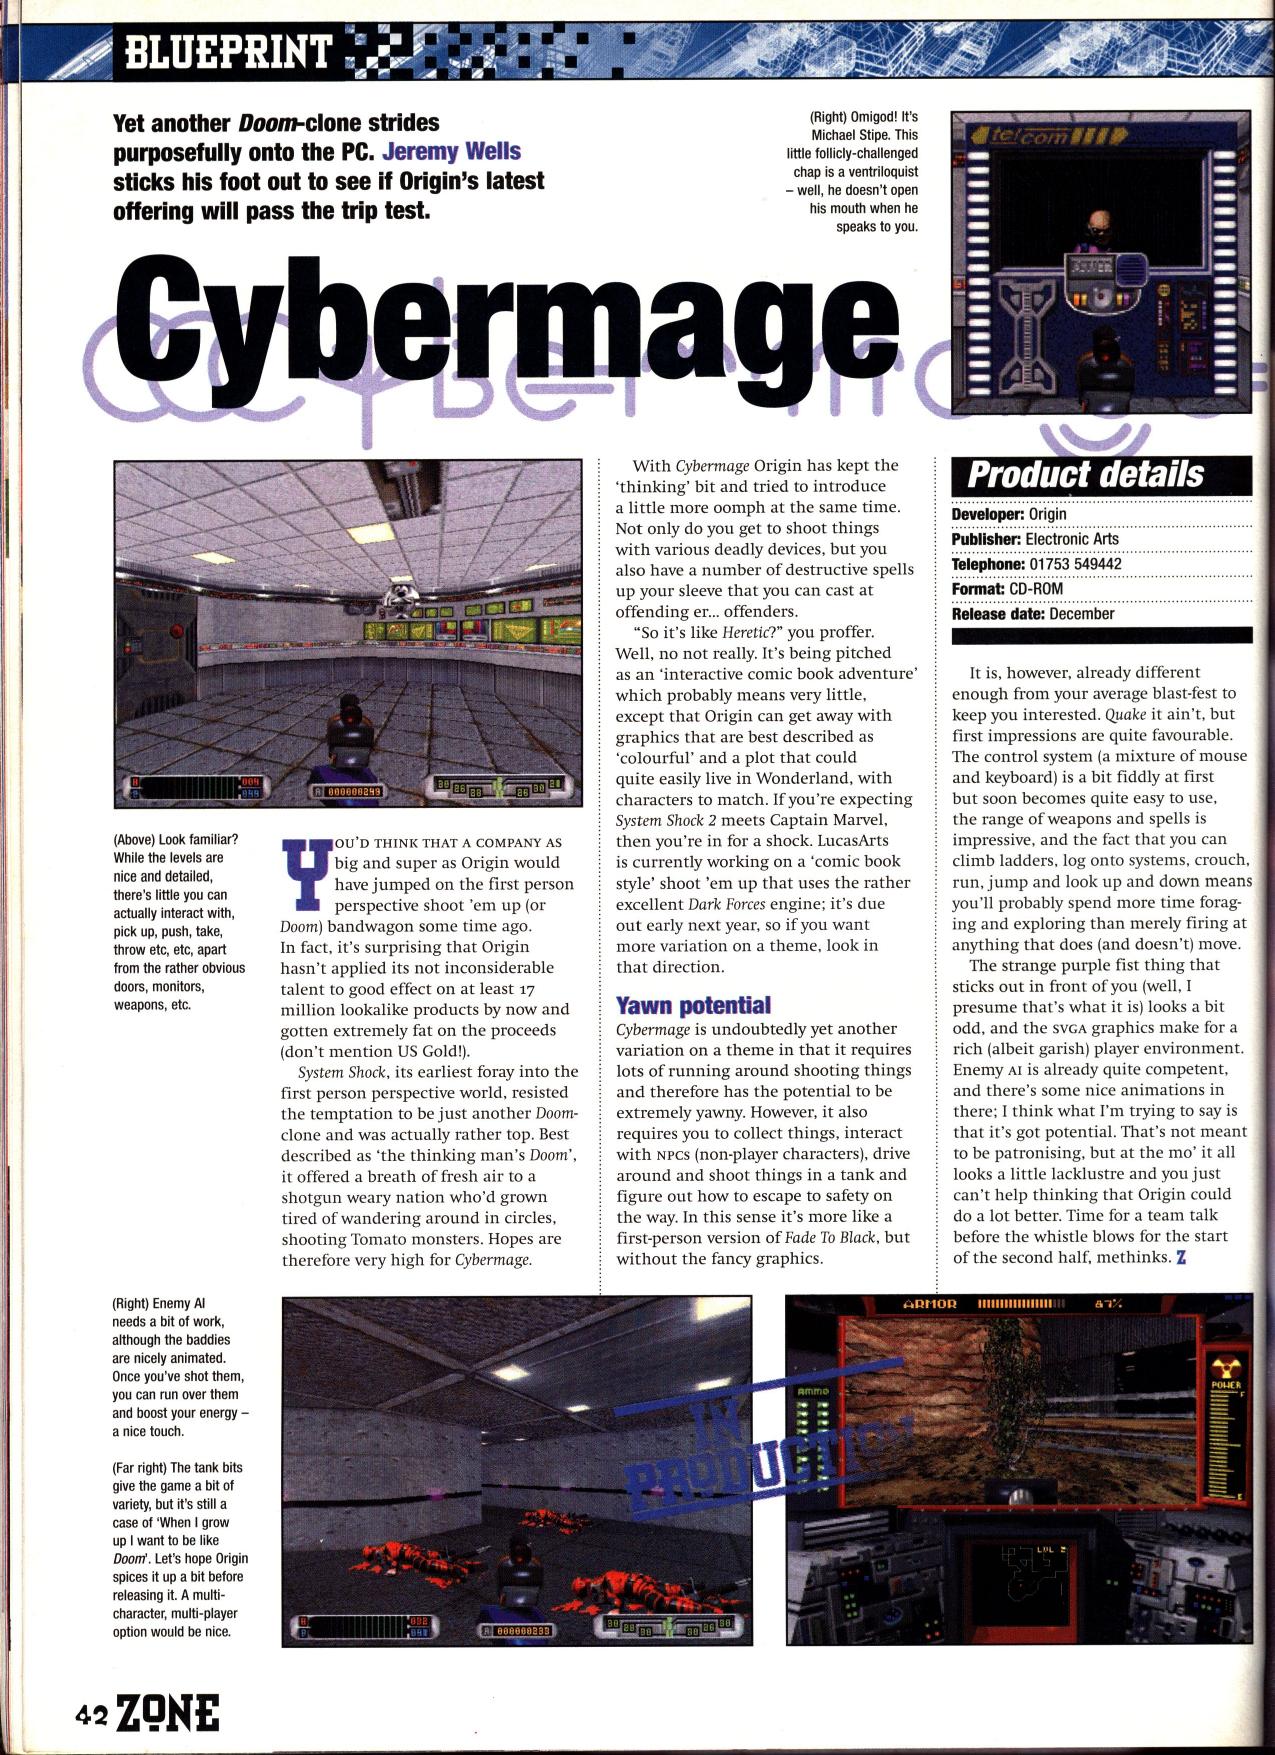 BLUEPRINT
Yet another Doom-clone strides
purposefully onto the PC. Jeremy Wells
sticks his foot out to see if Origin's latest
offering will pass the trip test.
(Right) Omigod! It's
Michael Stipe. This
little follicly-challenged
chap is a ventriloquist
– well, he doesn't open
his mouth when he
speaks to you.
telcom
Cybermage
(Above) Look familiar?
While the levels are
nice and detailed,
there's little you can
actually interact with,
pick up, push, take,
throw etc, etc, apart
from the rather obvious
doors, monitors,
weapons, etc.
YOU'D THINK THAT A COMPANY AS
big and super as Origin would
have jumped on the first person
perspective shoot 'em up (or
Doom) bandwagon some time ago.
In fact, it's surprising that Origin
hasn't applied its not inconsiderable
talent to good effect on at least 17
million lookalike products by now and
gotten extremely fat on the proceeds
(don't mention US Gold!).
System Shock, its earliest foray into the
first person perspective world, resisted
the temptation to be just another Doom-
clone and was actually rather top. Best
described as 'the thinking man's Doom',
it offered a breath of fresh air to a
shotgun weary nation who'd grown
tired of wandering around in circles,
shooting Tomato monsters. Hopes are
therefore very high for Cybermage.
With Cybermage Origin has kept the
'thinking' bit and tried to introduce
a little more oomph at the same time.
Not only do you get to shoot things
with various deadly devices, but you
also have a number of destructive spells
up your sleeve that you can cast at
offending er... offenders.
"So it's like Heretic?" you proffer.
Well, no not really. It's being pitched
as an 'interactive comic book adventure'
which probably means very little,
except that Origin can get away with
graphics that are best described as
'colourful' and a plot that could
quite easily live in Wonderland, with
characters to match. If you're expecting
System Shock 2 meets Captain Marvel,
then you're in for a shock. LucasArts
is currently working on a 'comic book
style' shoot 'em up that uses the rather
excellent Dark Forces engine; it's due
out early next year, so if you want
more variation on a theme, look in
that direction.
Yawn potential
Cybermage is undoubtedly yet another
variation on a theme in that it requires
lots of running around shooting things
and therefore has the potential to be
extremely yawny. However, it also
requires you to collect things, interact
with NPCS (non-player characters), drive
around and shoot things in a tank and
figure out how to escape to safety on
the way. In this sense it's more like a
first-person version of Fade To Black, but
without the fancy graphics.
Product details
Developer: Origin
Publisher: Electronic Arts
Telephone: 01753 549442
Format: CD-ROM
Release date: December
It is, however, already different
enough from your average blast-fest to
keep you interested. Quake it ain't, but
first impressions are quite favourable.
The control system (a mixture of mouse
and keyboard) is a bit fiddly at first
but soon becomes quite easy to use,
the range of weapons and spells is
impressive, and the fact that you can
climb ladders, log onto systems, crouch,
run, jump and look up and down means
you'll probably spend more time forag-
ing and exploring than merely firing at
anything that does (and doesn't) move.
The strange purple fist thing that
sticks out in front of you (well, I
presume that's what it is) looks a bit
odd, and the SVGA graphics make for a
rich (albeit garish) player environment.
Enemy AI is already quite competent,
and there's some nice animations in
there; I think what I'm trying to say is
that it's got potential. That's not meant
to be patronising, but at the mo' it all
looks a little lacklustre and you just
can't help thinking that Origin could
do a lot better. Time for a team talk
before the whistle blows for the start
of the second half, methinks. Z
(Right) Enemy AI
needs a bit of work,
although the baddies
are nicely animated.
Once you've shot them,
you can run over them
and boost your energy –
a nice touch.
(Far right) The tank bits
give the game a bit of
variety, but it's still a
case of 'When I grow
up I want to be like
Doom'. Let's hope Origin
spices it up a bit before
releasing it. A multi-
character, multi-player
option would be nice.
IN
PRODUCTION
ARMOR 87%
AMMO
POWER
F
E
LVL 2
42 ZONE